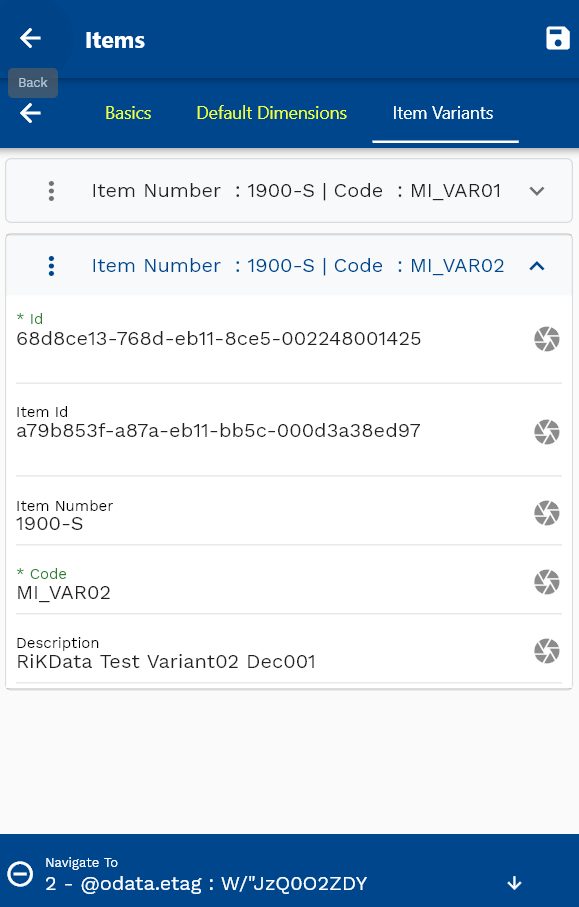 Items
Back
Basics Default Dimensions Item Variants
Item Number : 1900-S | Code : MI_VAR01
Item Number : 1900-S | Code : MI_VAR02
* Id
68d8ce13-768d-eb11-8ce5-002248001425
Item Id
a79b853f-a87a-eb11-bb5c-000d3a38ed97
Item Number
1900-S
* Code
MI_VAR02
Description
RiKData Test Variant02 Dec001
Navigate To
2 - @odata.etag : W/"JzQ0O2ZDY